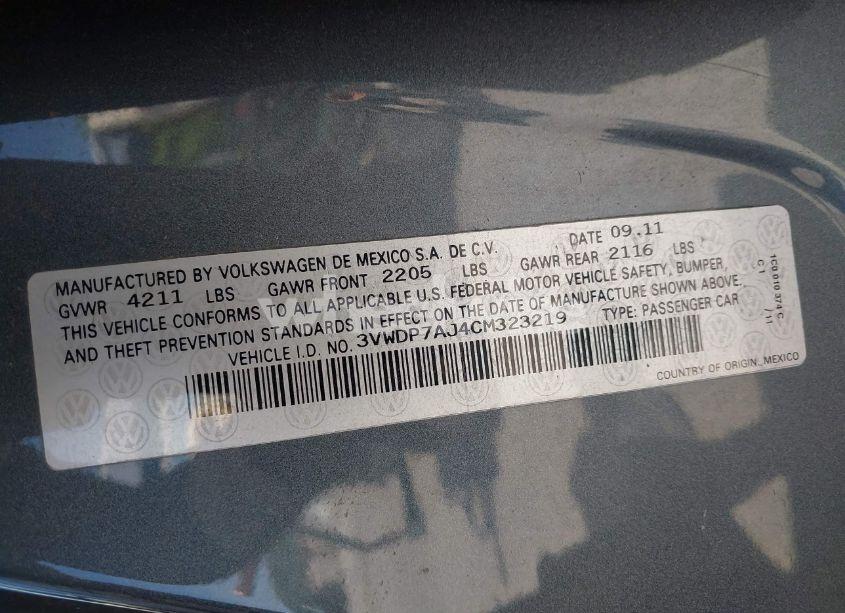 MANUFACTURED BY VOLKSWAGEN DE MEXICO S.A. DE C.V. DATE 09.11
GVWR 4211 LBS GAWR FRONT 2205 LBS GAWR REAR 2116 LBS
THIS VEHICLE CONFORMS TO ALL APPLICABLE U.S. FEDERAL MOTOR VEHICLE SAFETY, BUMPER,
AND THEFT PREVENTION STANDARDS IN EFFECT ON THE DATE OF MANUFACTURE SHOWN ABOVE.
VEHICLE I.D. NO. 3VWDP7AJ4CM323219 TYPE: PASSENGER CAR
COUNTRY OF ORIGIN: MEXICO